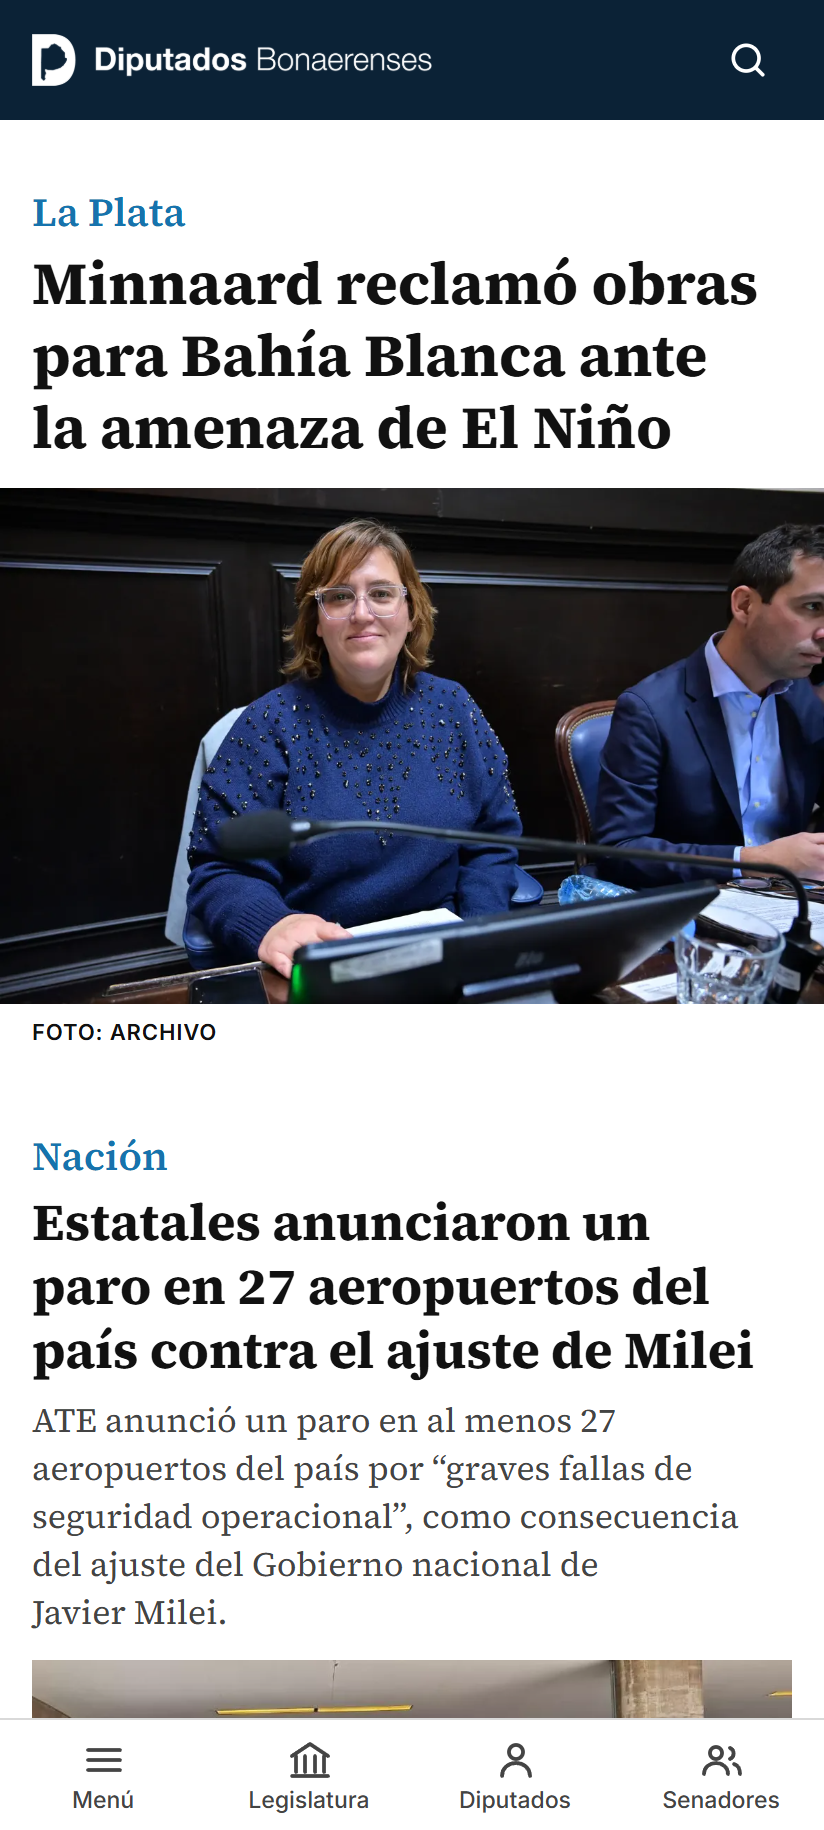 Diputados Bonaerenses
La Plata
Minnaard reclamó obras
para Bahía Blanca ante
la amenaza de El Niño
FOTO: ARCHIVO
Nación
Estatales anunciaron un
paro en 27 aeropuertos del
país contra el ajuste de Milei
ATE anunció un paro en al menos 27
aeropuertos del país por “graves fallas de
seguridad operacional”, como consecuencia
del ajuste del Gobierno nacional de
Javier Milei.
Menú
Legislatura
Diputados
Senadores